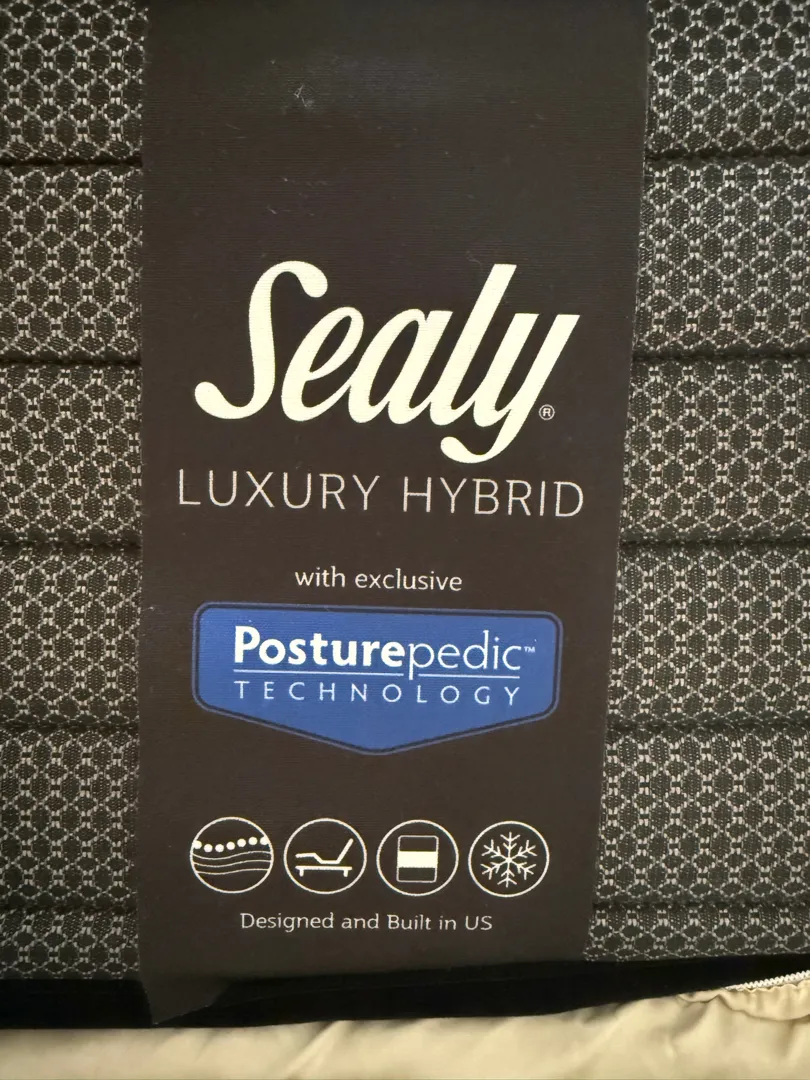 Sealy®
LUXURY HYBRID
with exclusive
Posturepedic™
TECHNOLOGY
Designed and Built in US